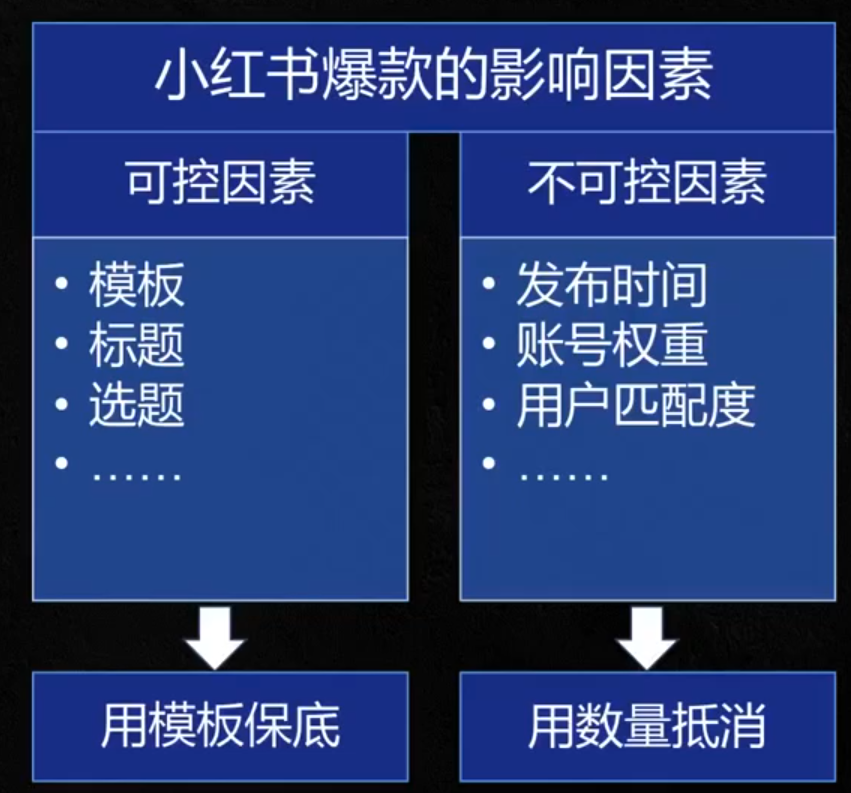 小红书爆款的影响因素
可控因素
• 模板
• 标题
• 选题
• ……
用模板保底
不可控因素
• 发布时间
• 账号权重
• 用户匹配度
• ……
用数量抵消